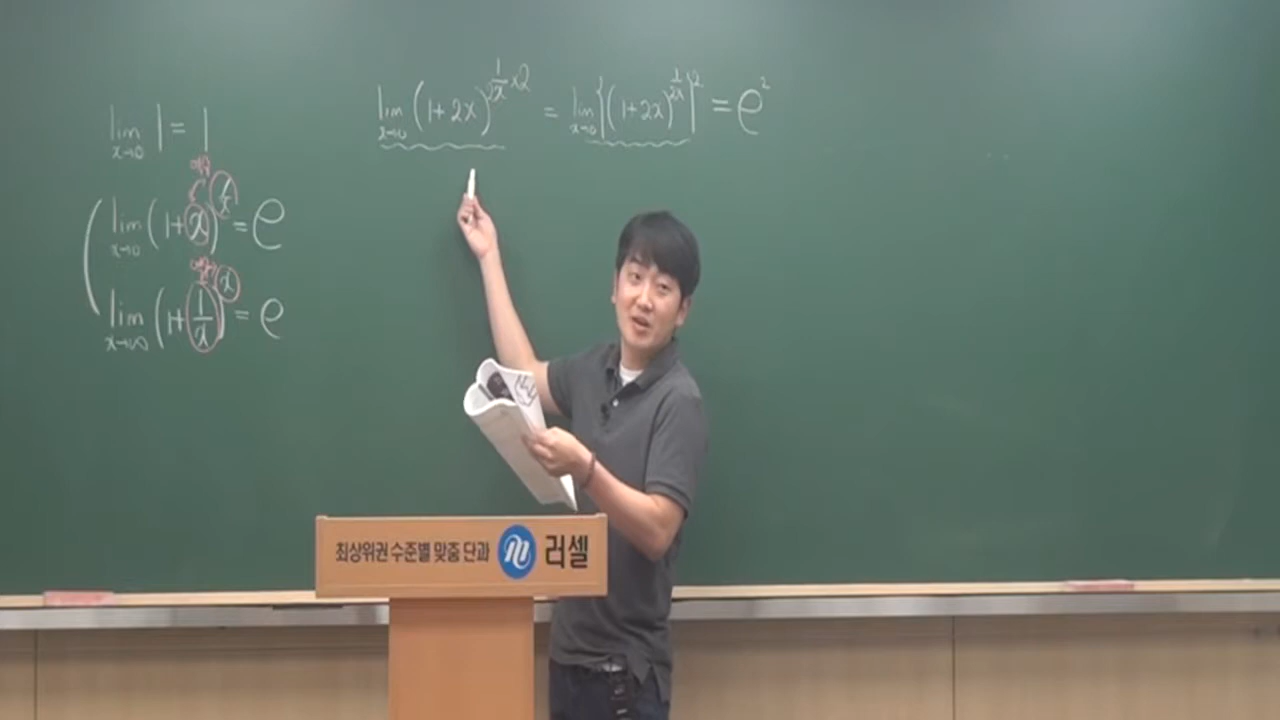 lim x→0 1 = 1
lim x→0 (1+x)^(1/x) = e
lim x→∞ (1+1/x)^x = e
lim x→0 (1+2x)^(1/2x ×2) = lim x→0 {(1+2x)^(1/2x)}^2 = e^2
최상위권 수준별 맞춤 단과 러셀